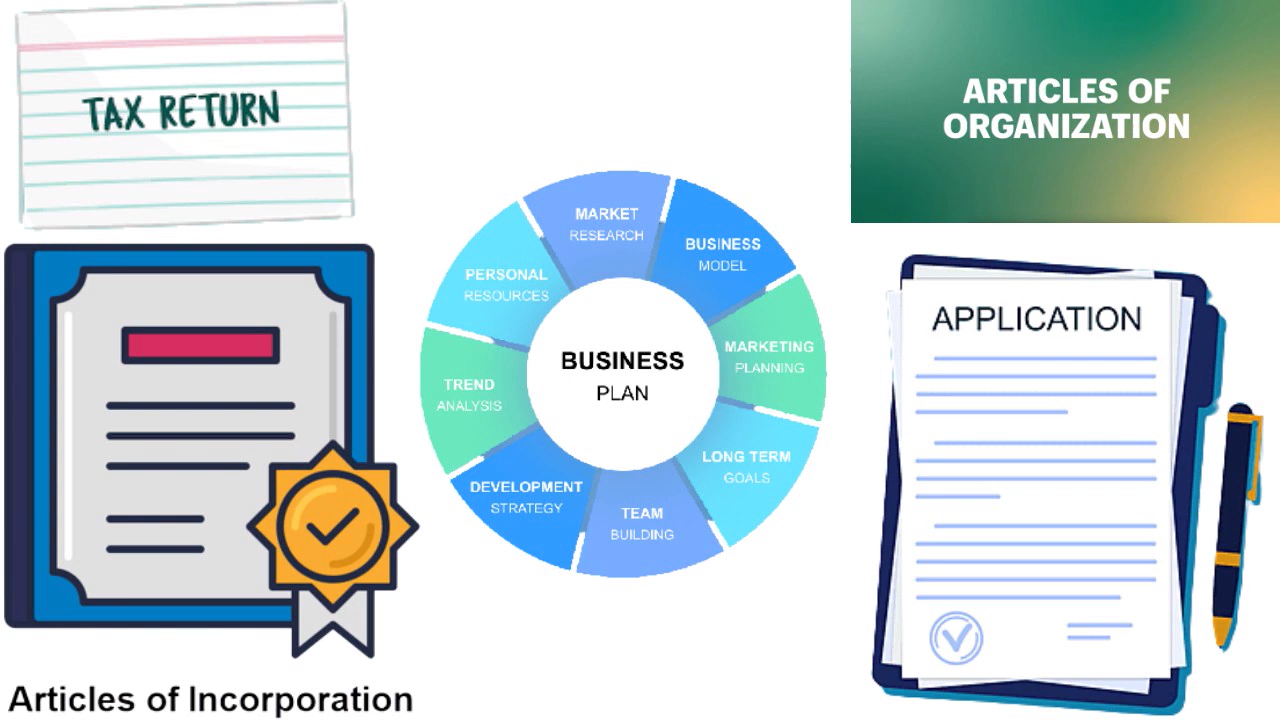 TAX RETURN
ARTICLES OF
ORGANIZATION
MARKET
RESEARCH
BUSINESS
MODEL
MARKETING
PLANNING
LONG TERM
GOALS
TEAM
BUILDING
DEVELOPMENT
STRATEGY
TREND
ANALYSIS
PERSONAL
RESOURCES
BUSINESS
PLAN
APPLICATION
Articles of Incorporation